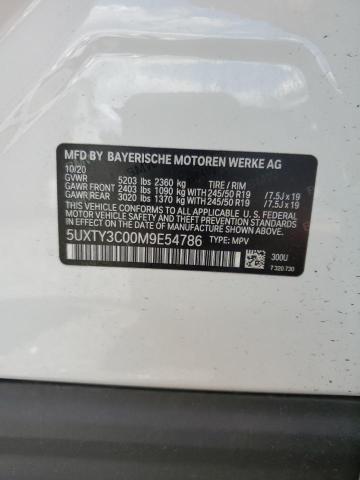 MFD BY BAYERISCHE MOTOREN WERKE AG
10/20
GVWR 5203 lbs 2360 kg TIRE / RIM
GAWR FRONT 2403 lbs 1090 kg WITH 245/50 R19 /7.5J x 19
GAWR REAR 3020 lbs 1370 kg WITH 245/50 R19 /7.5J x 19
THIS VEHICLE CONFORMS TO ALL APPLICABLE U. S. FEDERAL
MOTOR VEHICLE SAFETY, BUMPER, AND THEFT PREVENTION
STANDARDS IN EFFECT ON THE DATE OF MANUFACTURE SHOWN ABOVE.
5UXTY3C00M9E54786 TYPE: MPV
300U
7 320 730